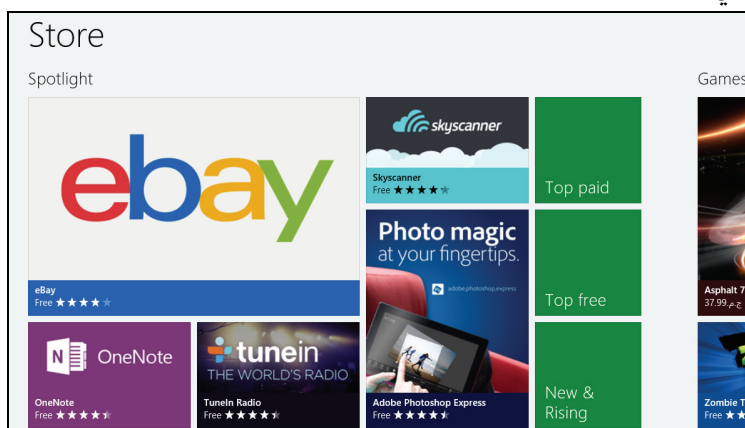 Store
Spotlight
Games
ebay
eBay
Free
skyscanner
Skyscanner
Free
Top paid
Photo magic
at your fingertips.
adobe photoshop express
Adobe Photoshop Express
Free
Top free
N OneNote
OneNote
Free
tunein
THE WORLD'S RADIO
TuneIn Radio
Free
New &
Rising
Asphalt 7
ج.م.‏ 37.99
Zombie T
Free